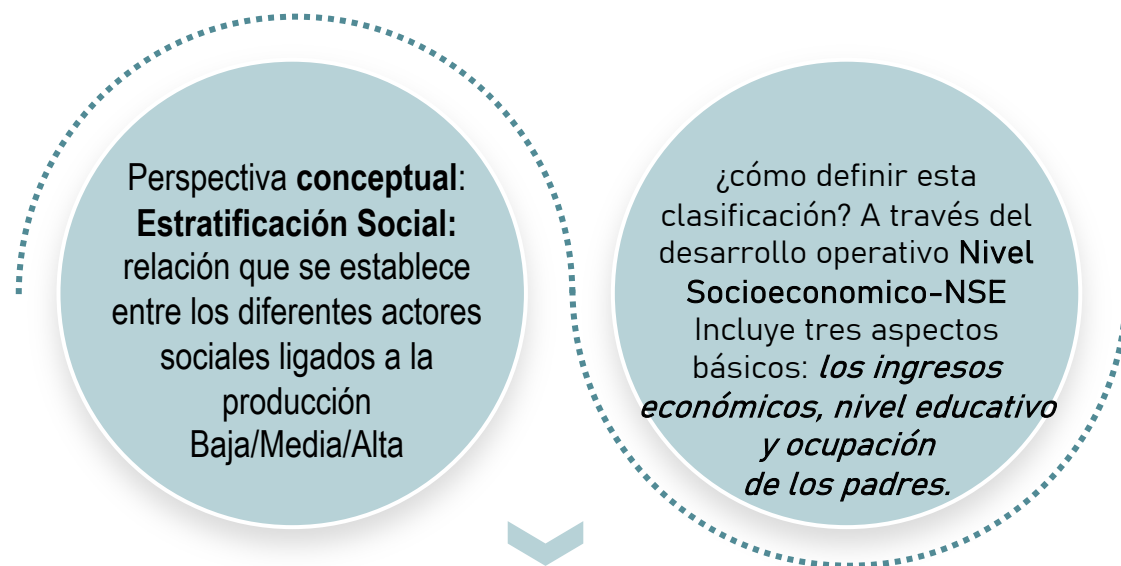 Perspectiva conceptual:
Estratificación Social:
relación que se establece
entre los diferentes actores
sociales ligados a la
producción
Baja/Media/Alta
¿cómo definir esta
clasificación? A través del
desarrollo operativo Nivel
Socioeconomico-NSE
Incluye tres aspectos
básicos: los ingresos
económicos, nivel educativo
y ocupación
de los padres.